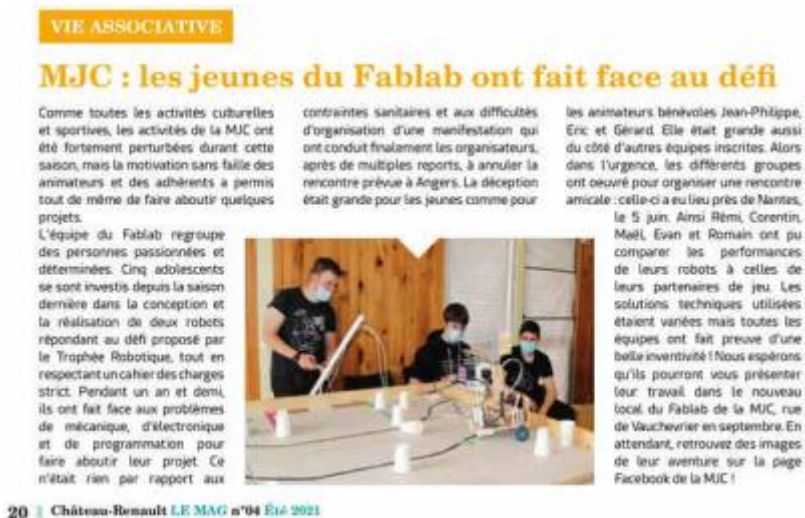 VIE ASSOCIATIVE
MJC : les jeunes du Fablab ont fait face au défi
Comme toutes les activités culturelles
et sportives, les activités de la MJC ont
été fortement perturbées durant cette
saison, mais la motivation sans faille des
animateurs et des adhérents a permis
tout de même de faire aboutir quelques
projets.
L'équipe du Fablab regroupe
des personnes passionnées et
déterminées. Cinq adolescents
se sont investis depuis la saison
dernière dans la conception et
la réalisation de deux robots
répondant au défi proposé par
le Trophée Robotique, tout en
respectant un cahier des charges
strict. Pendant un an et demi,
ils ont fait face aux problèmes
de mécanique, d'électronique
et de programmation pour
faire aboutir leur projet. Ce
n'était rien par rapport aux
contraintes sanitaires et aux difficultés
d'organisation d'une manifestation qui
ont conduit finalement les organisateurs,
après de multiples reports, à annuler la
rencontre prévue à Angers. La déception
était grande pour les jeunes comme pour
les animateurs bénévoles Jean-Philippe,
Eric et Gérard. Elle était grande aussi
du côté d'autres équipes inscrites. Alors
dans l'urgence, les différents groupes
ont oeuvré pour organiser une rencontre
amicale : celle-ci a eu lieu près de Nantes,
le 5 juin. Ainsi Rémi, Corentin,
Maël, Evan et Romain ont pu
comparer les performances
de leurs robots à celles de
leurs partenaires de jeu. Les
solutions techniques utilisées
étaient variées mais toutes les
équipes ont fait preuve d'une
belle inventivité ! Nous espérons
qu'ils pourront vous présenter
leur travail dans le nouveau
local du Fablab de la MJC, rue
de Vauchevrier en septembre. En
attendant, retrouvez des images
de leur aventure sur la page
Facebook de la MJC !
20 | Château-Renault LE MAG n°04 Été 2021